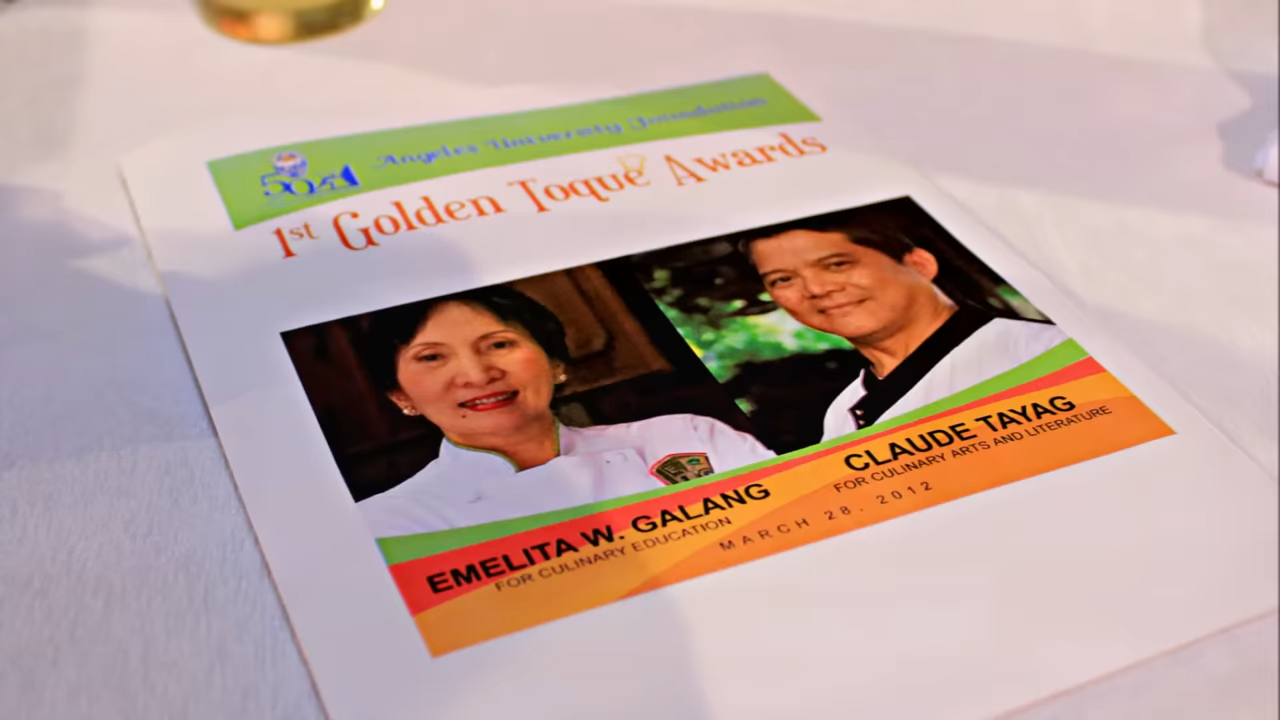 Angeles University Foundation
1st Golden Toque Awards
CLAUDE TAYAG
FOR CULINARY ARTS AND LITERATURE
EMELITA W. GALANG
FOR CULINARY EDUCATION
MARCH 28. 2012